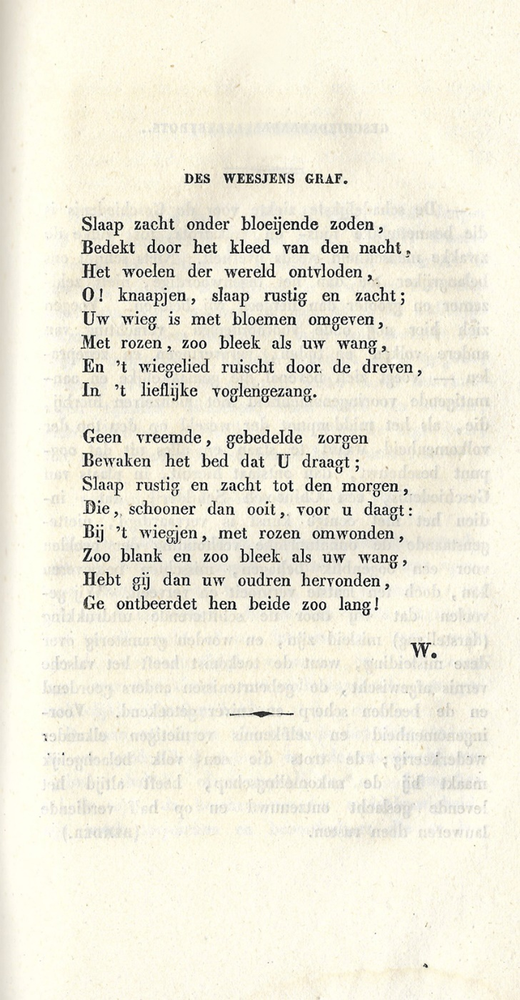 DES WEESJENS GRAF.
Slaap zacht onder bloeijende zoden,
Bedekt door het kleed van den nacht,
Het woelen der wereld ontvloden,
O! knaapjen, slaap rustig en zacht;
Uw wieg is met bloemen omgeven,
Met rozen, zoo bleek als uw wang,
En 't wiegelied ruischt door de dreven,
In 't lieflijke voglengezang.
Geen vreemde, gebedelde zorgen
Bewaken het bed dat U draagt;
Slaap rustig en zacht tot den morgen,
Die, schooner dan ooit, voor u daagt:
Bij 't wiegjen, met rozen omwonden,
Zoo blank en zoo bleek als uw wang,
Hebt gij dan uw oudren hervonden,
Ge ontbeerdet hen beide zoo lang!
W.